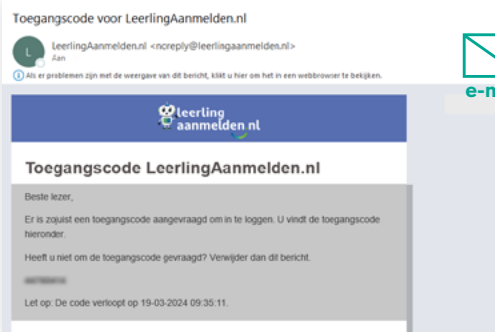 Toegangscode voor LeerlingAanmelden.nl
L
LeerlingAanmelden.nl <noreply@leerlingaanmelden.nl>
Aan
Als er problemen zijn met de weergave van dit bericht, klikt u hier om het in een webbrowser te bekijken.
leerling
aanmelden nl
Toegangscode LeerlingAanmelden.nl
Beste lezer,
Er is zojuist een toegangscode aangevraagd om in te loggen. U vindt de toegangscode
hieronder.
Heeft u niet om de toegangscode gevraagd? Verwijder dan dit bericht.
Let op: De code verloopt op 19-03-2024 09:35:11.